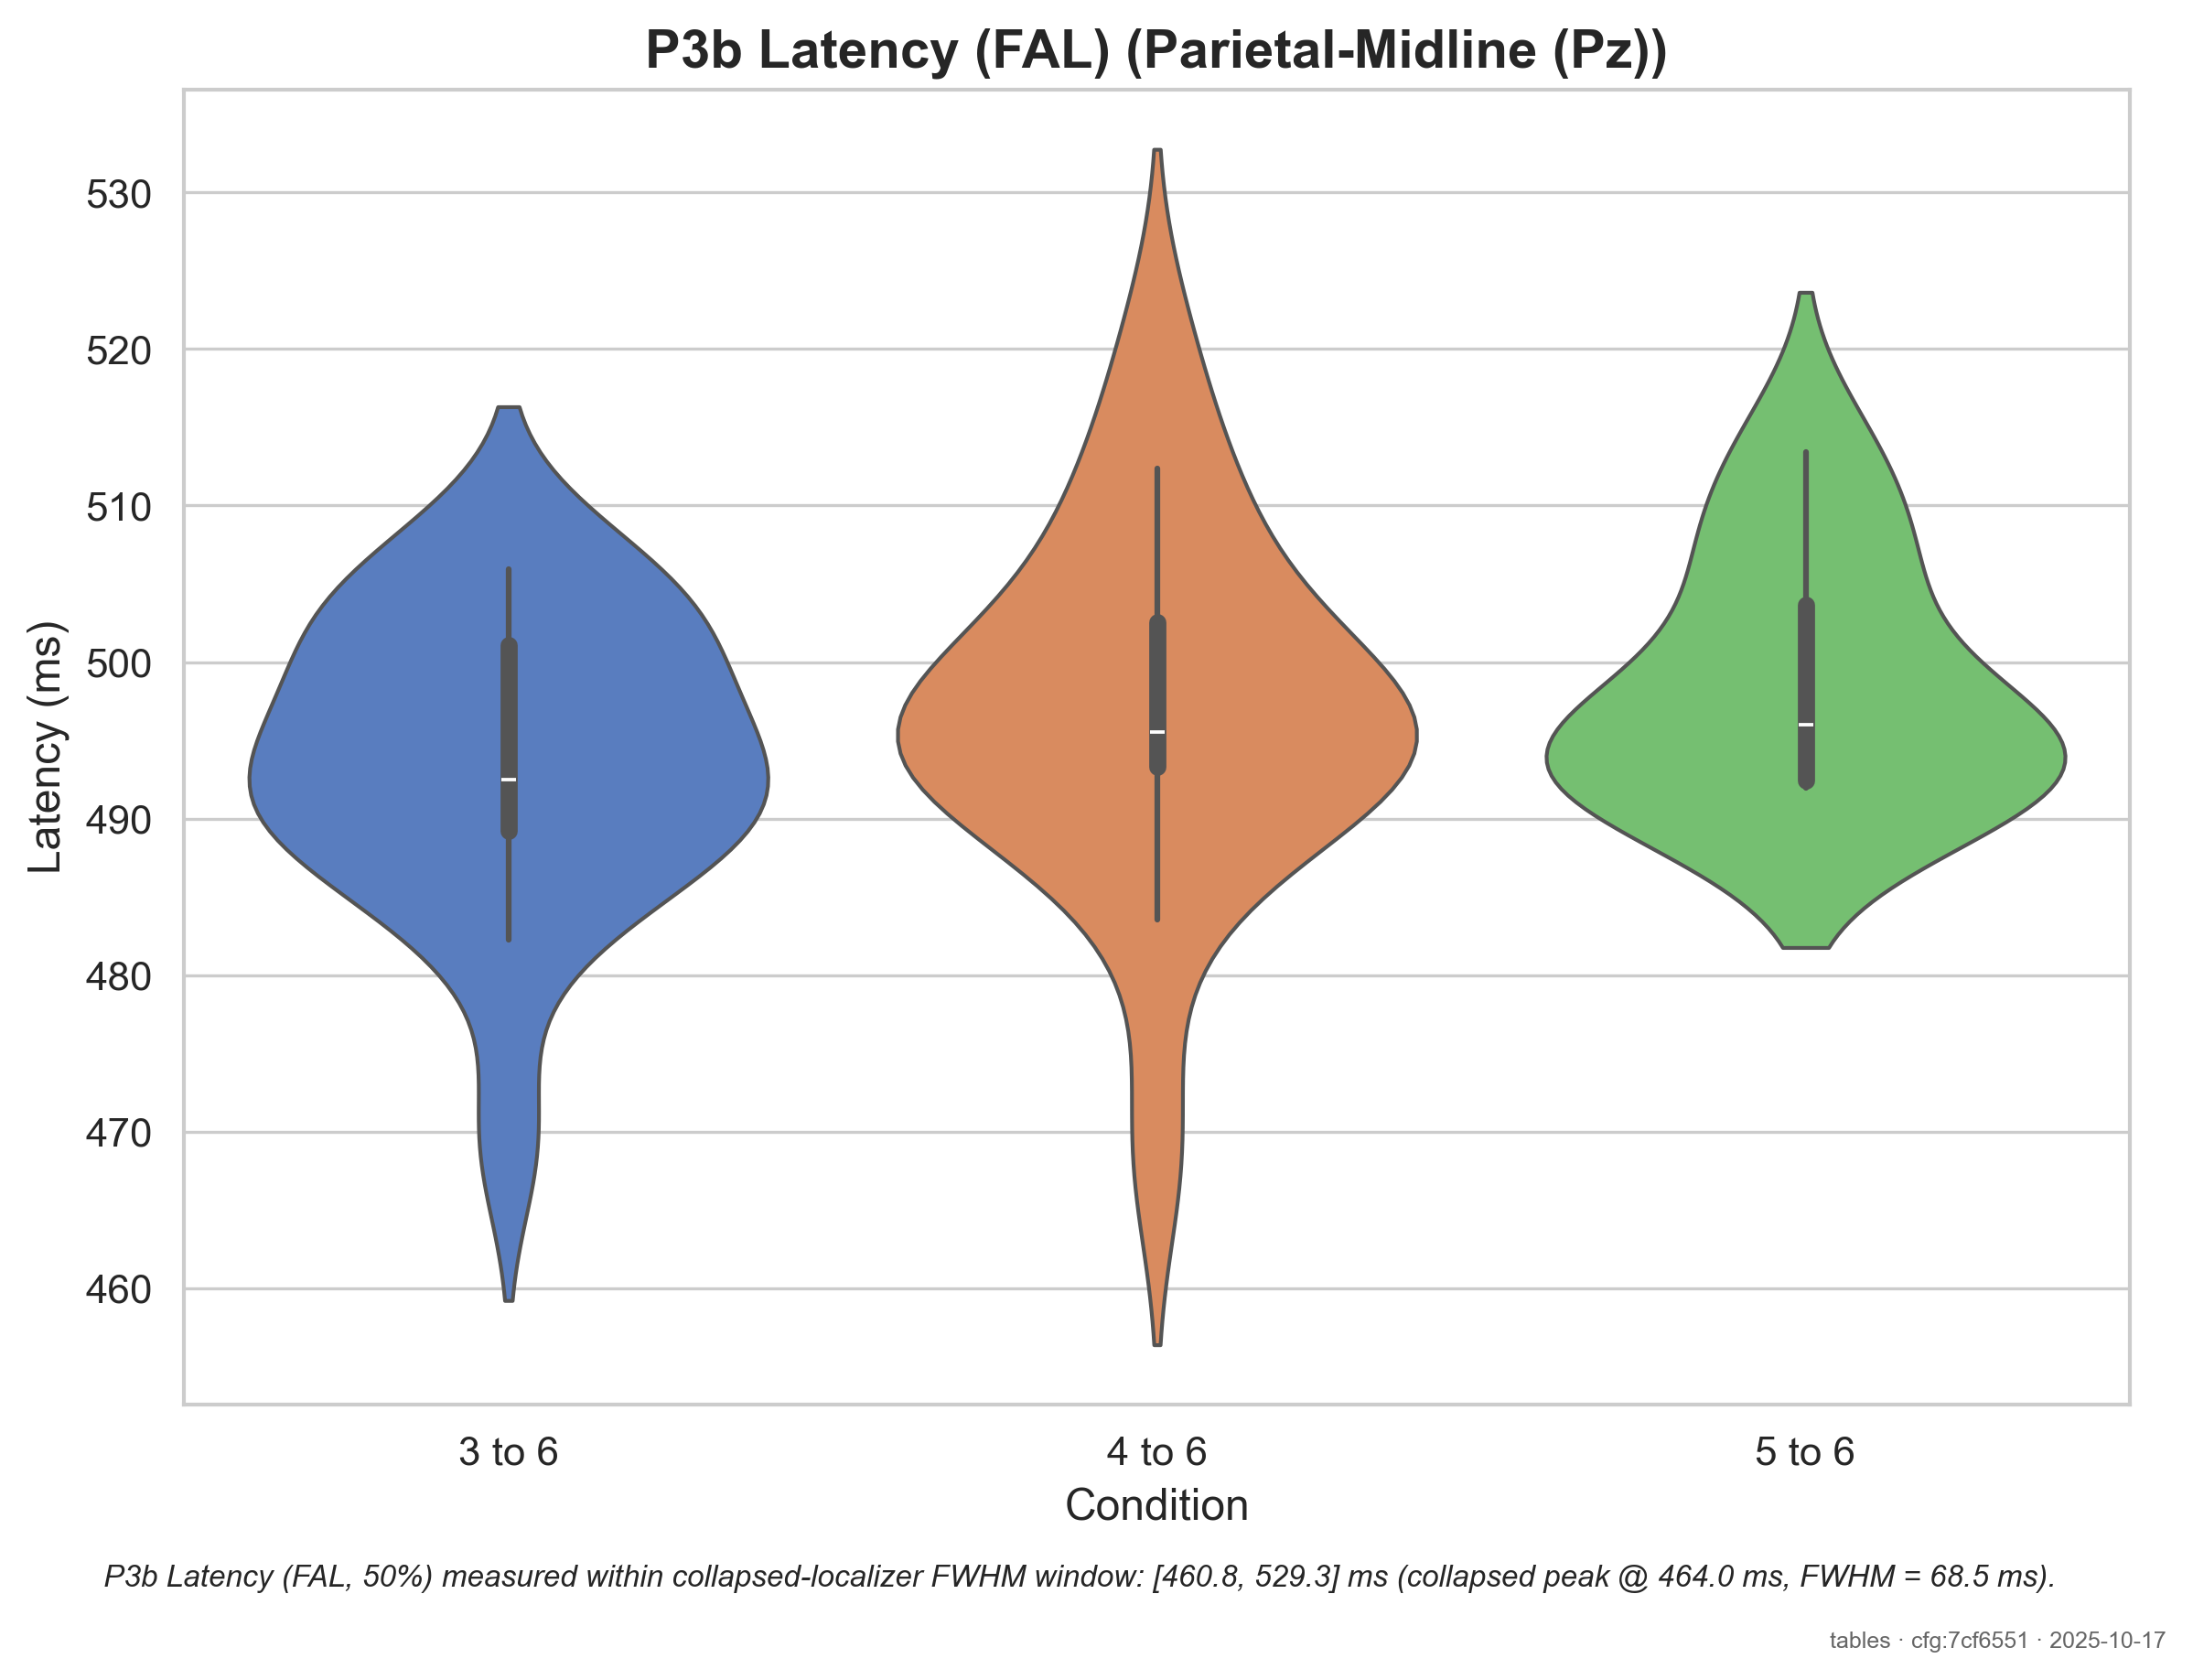 P3b Latency (FAL) (Parietal-Midline (Pz))
Latency (ms)
530
520
510
500
490
480
470
460
3 to 6
4 to 6
5 to 6
Condition
P3b Latency (FAL, 50%) measured within collapsed-localizer FWHM window: [460.8, 529.3] ms (collapsed peak @ 464.0 ms, FWHM = 68.5 ms).
tables · cfg:7cf6551 · 2025-10-17